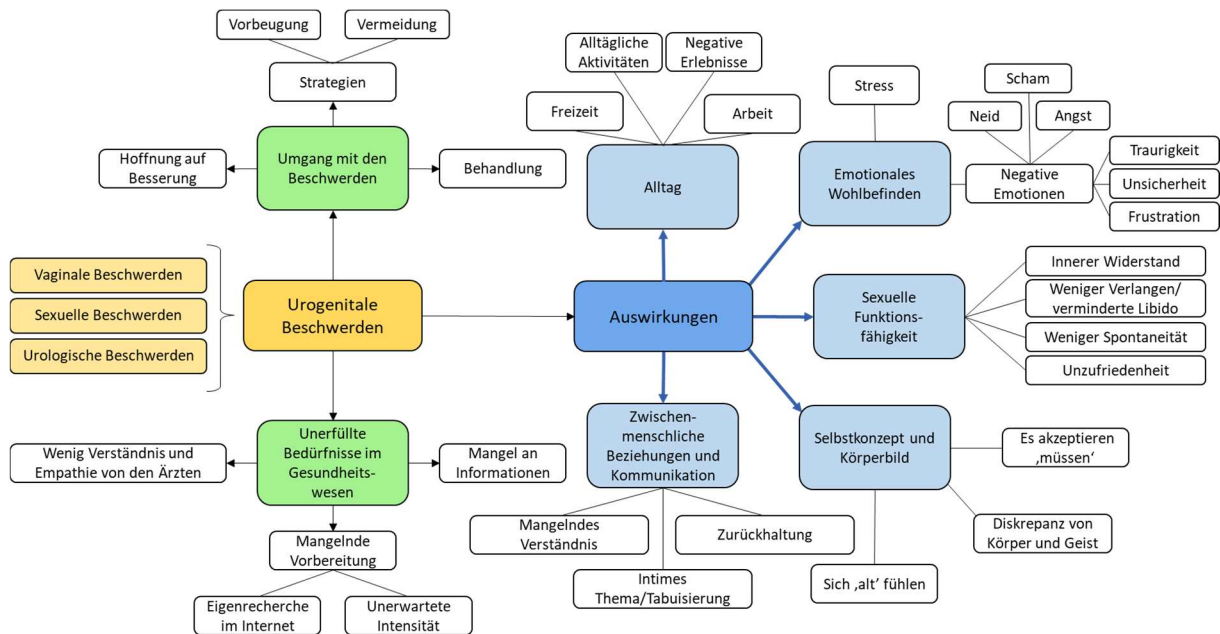 Vorbeugung
Vermeidung
Strategien
Umgang mit den
Beschwerden
Hoffnung auf
Besserung
Behandlung
Vaginale Beschwerden
Sexuelle Beschwerden
Urologische Beschwerden
Urogenitale
Beschwerden
Unerfüllte
Bedürfnisse im
Gesundheits-
wesen
Wenig Verständnis und
Empathie von den Ärzten
Mangel an
Informationen
Mangelnde
Vorbereitung
Eigenrecherche
im Internet
Unerwartete
Intensität
Auswirkungen
Alltägliche
Aktivitäten
Negative
Erlebnisse
Freizeit
Arbeit
Alltag
Stress
Emotionales
Wohlbefinden
Scham
Neid
Angst
Negative
Emotionen
Traurigkeit
Unsicherheit
Frustration
Sexuelle
Funktions-
fähigkeit
Innerer Widerstand
Weniger Verlangen/
verminderte Libido
Weniger Spontaneität
Unzufriedenheit
Zwischen-
menschliche
Beziehungen und
Kommunikation
Mangelndes
Verständnis
Zurückhaltung
Intimes
Thema/Tabuisierung
Selbstkonzept und
Körperbild
Es akzeptieren
‚müssen‘
Diskrepanz von
Körper und Geist
Sich ‚alt’ fühlen